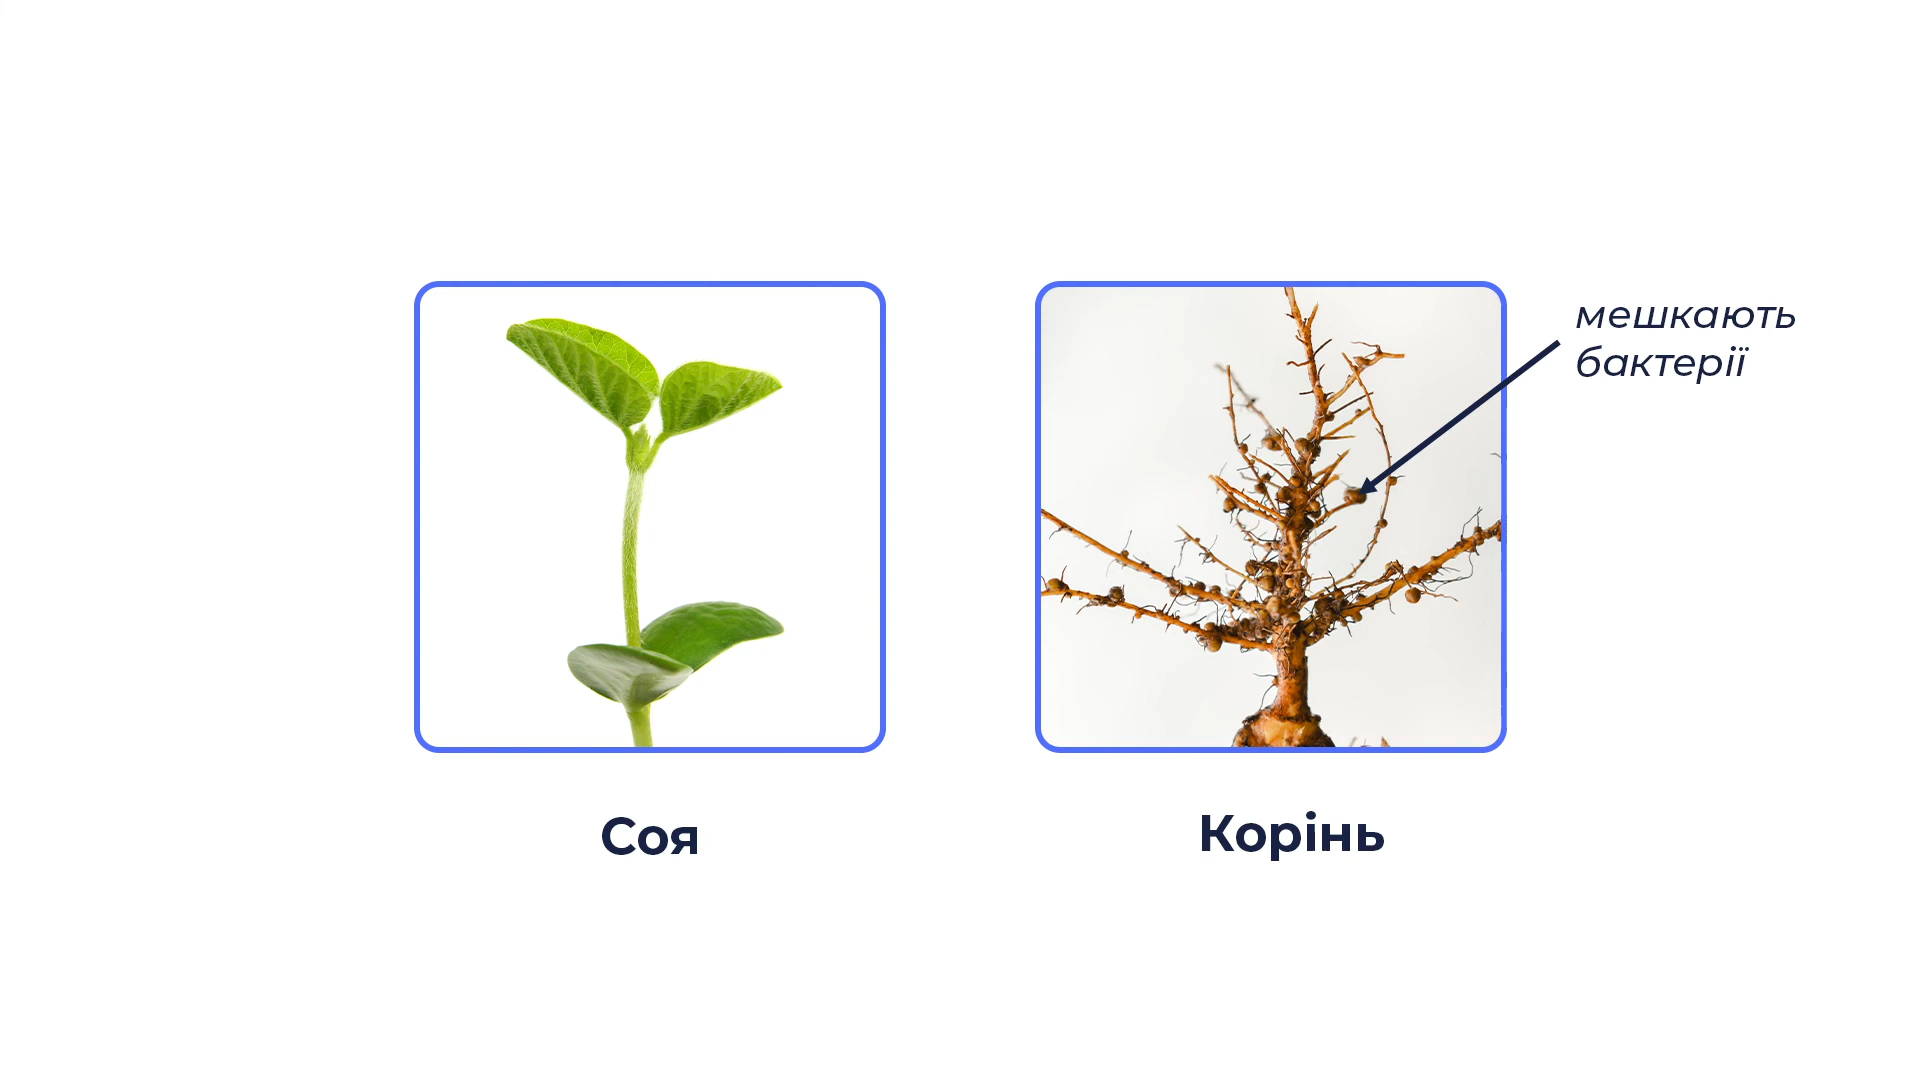 мешкають
бактерії
Соя
Корінь